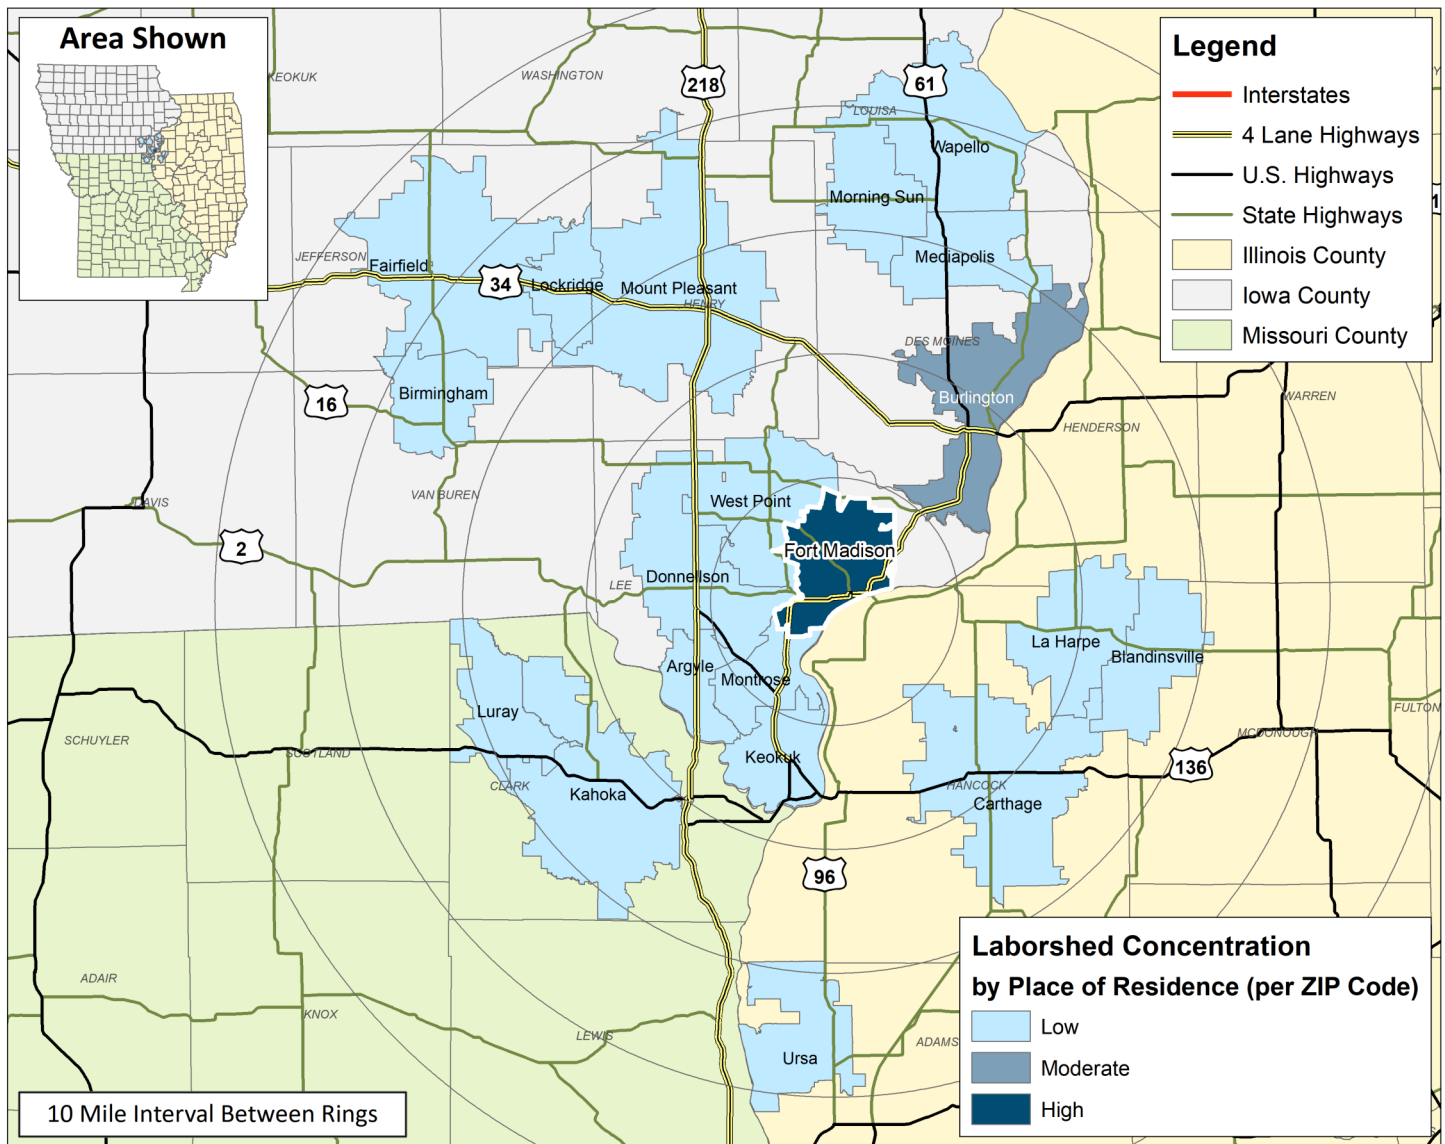 Area Shown
Legend
Interstates
4 Lane Highways
U.S. Highways
State Highways
Illinois County
Iowa County
Missouri County
KEOKUK
WASHINGTON
218
61
LOUISA
Wapello
Morning Sun
JEFFERSON
Fairfield
34
Lockridge
Mount Pleasant
HENRY
Mediapolis
DES MOINES
Birmingham
16
Burlington
WARREN
HENDERSON
DAVIS
VAN BUREN
West Point
2
Fort Madison
LEE
Donnellson
La Harpe
Blandinsville
Argyle
Montrose
Luray
FULTON
SCHUYLER
SCOTLAND
MCDONOUGH
Keokuk
136
CLARK
Kahoka
HANCOCK
Carthage
96
ADAIR
KNOX
LEWIS
Ursa
ADAMS
Laborshed Concentration
by Place of Residence (per ZIP Code)
Low
Moderate
High
10 Mile Interval Between Rings